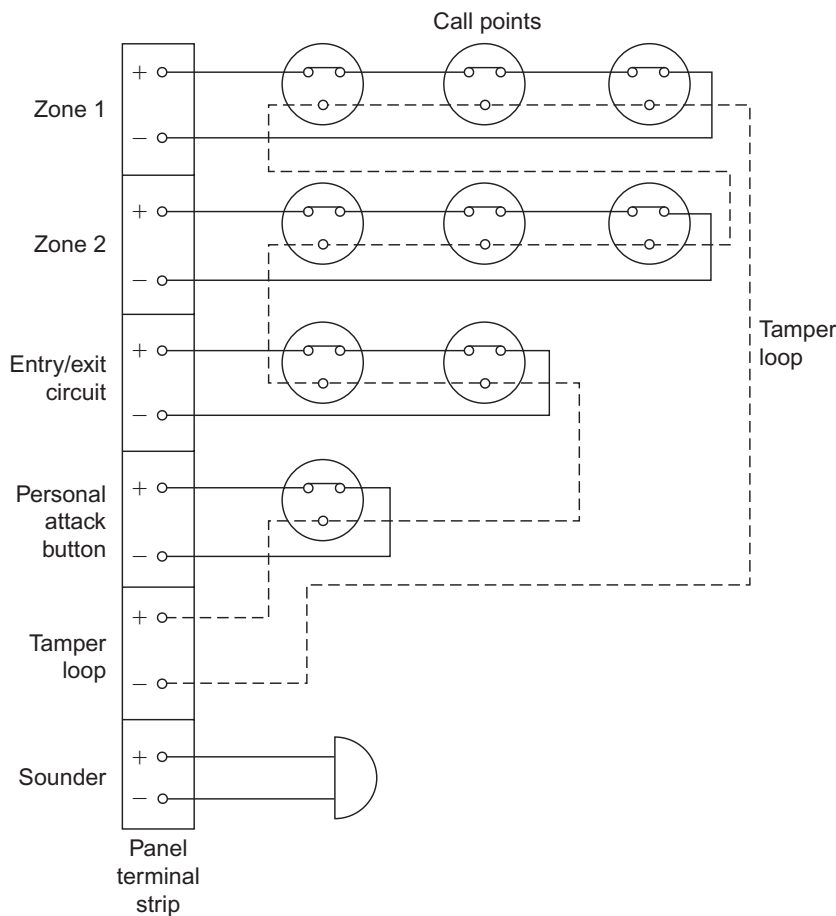 Call points
Zone 1
+
−
Zone 2
+
−
Entry/exit
circuit
+
−
Tamper
loop
Personal
attack
button
+
−
Tamper
loop
+
−
Sounder
+
−
Panel
terminal
strip